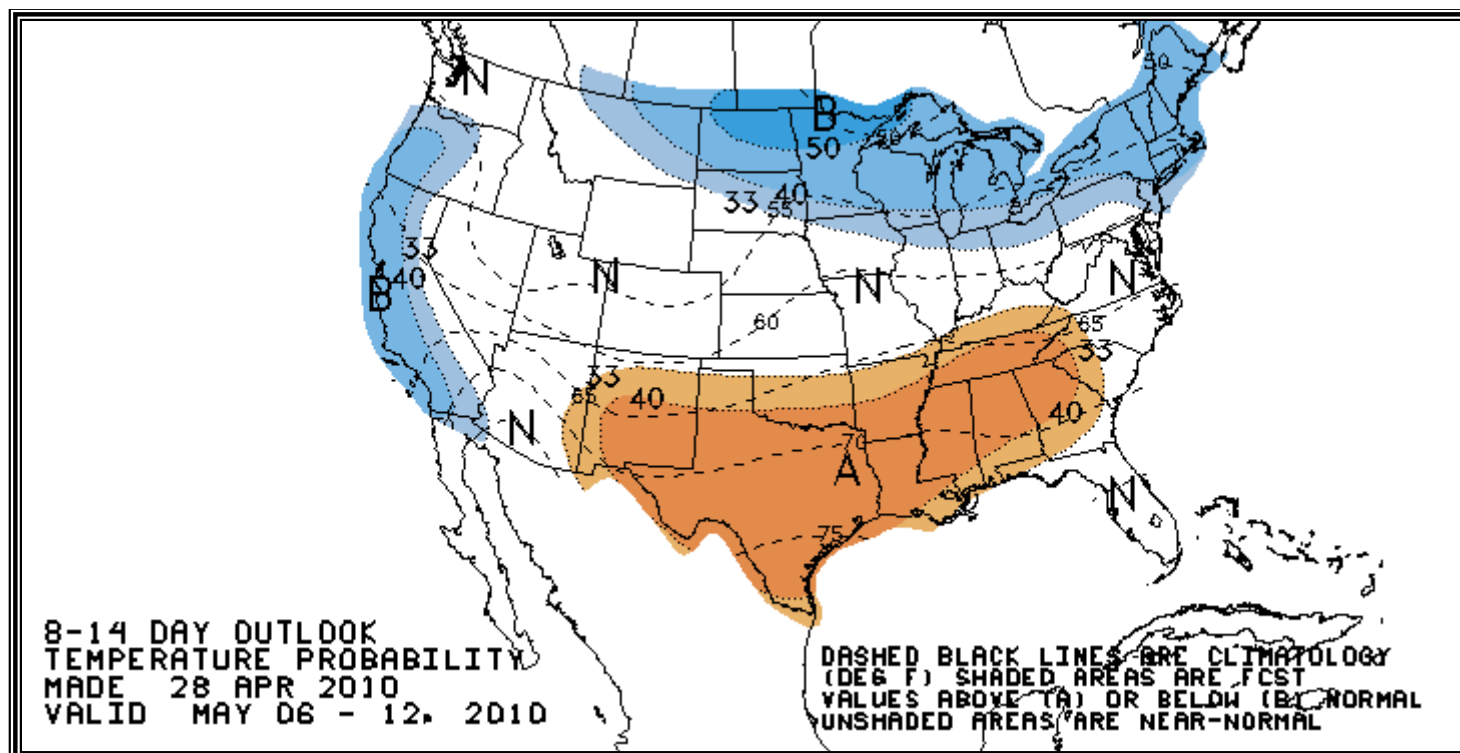 N
B
50
50
50
40
33
55
33
40
B
N
N
N
60
65
33
33
65
40
40
N
70
A
N
75
8-14 DAY OUTLOOK
TEMPERATURE PROBABILITY
MADE 28 APR 2010
VALID MAY 06 - 12, 2010
DASHED BLACK LINES ARE CLIMATOLOGY
(DEG F) SHADED AREAS ARE FCST
VALUES ABOVE (A) OR BELOW (B) NORMAL
UNSHADED AREAS ARE NEAR-NORMAL